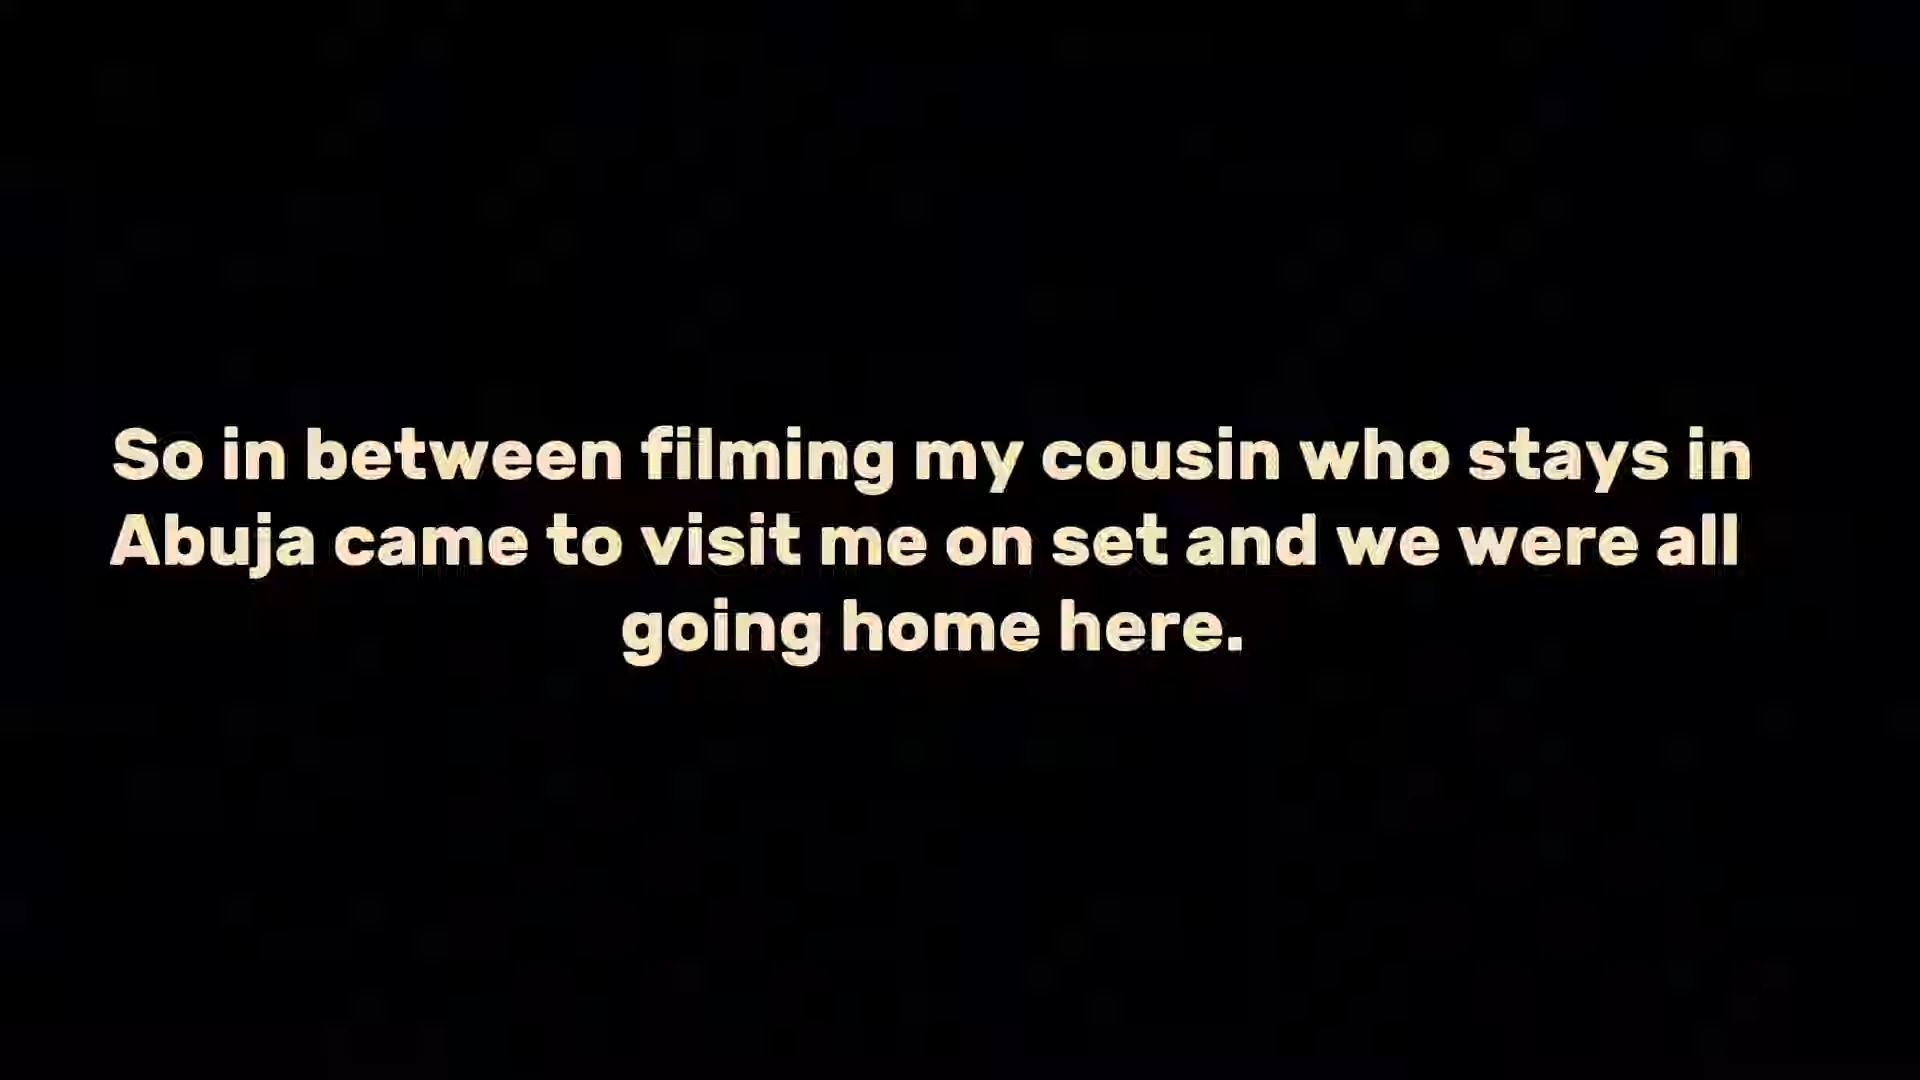 So in between filming my cousin who stays in
Abuja came to visit me on set and we were all
going home here.